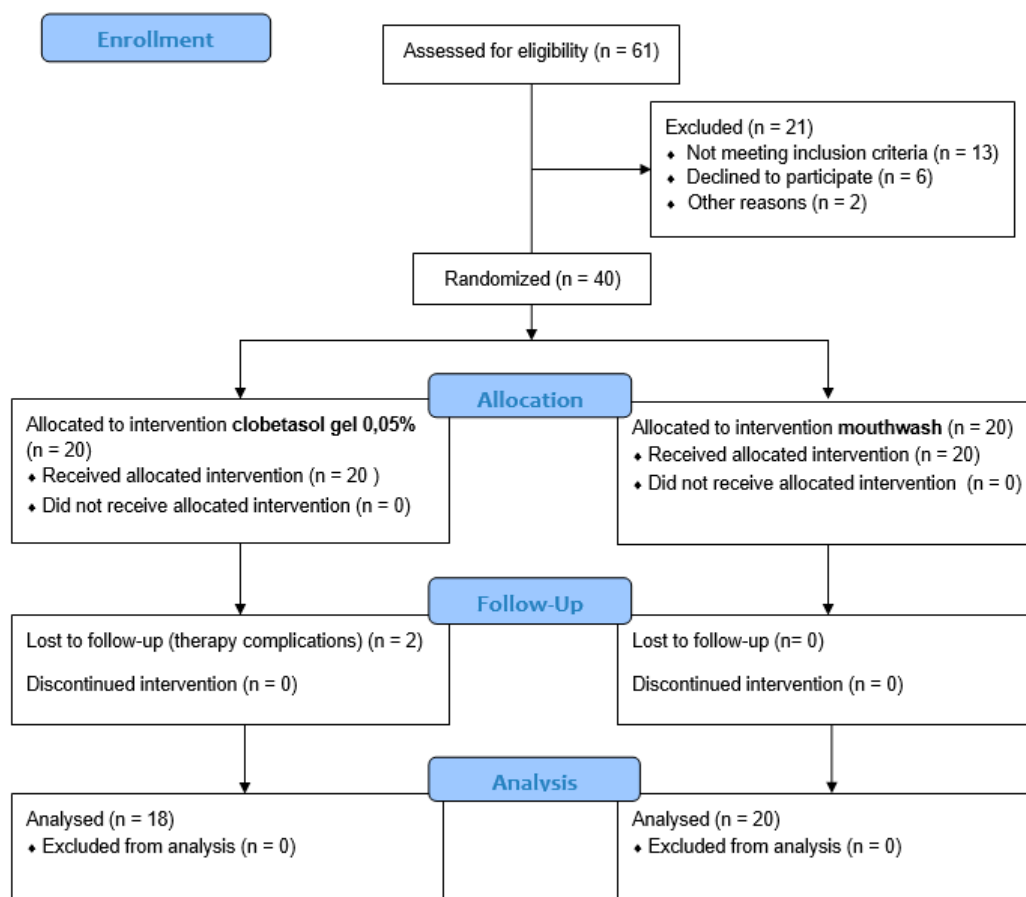 Enrollment
Assessed for eligibility (n = 61)
Excluded (n = 21)
⬧ Not meeting inclusion criteria (n = 13)
⬧ Declined to participate (n = 6)
⬧ Other reasons (n = 2)
Randomized (n = 40)
Allocation
Allocated to intervention clobetasol gel 0,05%
(n = 20)
⬧ Received allocated intervention (n = 20 )
⬧ Did not receive allocated intervention (n = 0)
Allocated to intervention mouthwash (n = 20)
⬧ Received allocated intervention (n = 20)
⬧ Did not receive allocated intervention (n = 0)
Follow-Up
Lost to follow-up (therapy complications) (n = 2)
Discontinued intervention (n = 0)
Lost to follow-up (n= 0)
Discontinued intervention (n = 0)
Analysis
Analysed (n = 18)
⬧ Excluded from analysis (n = 0)
Analysed (n = 20)
⬧ Excluded from analysis (n = 0)